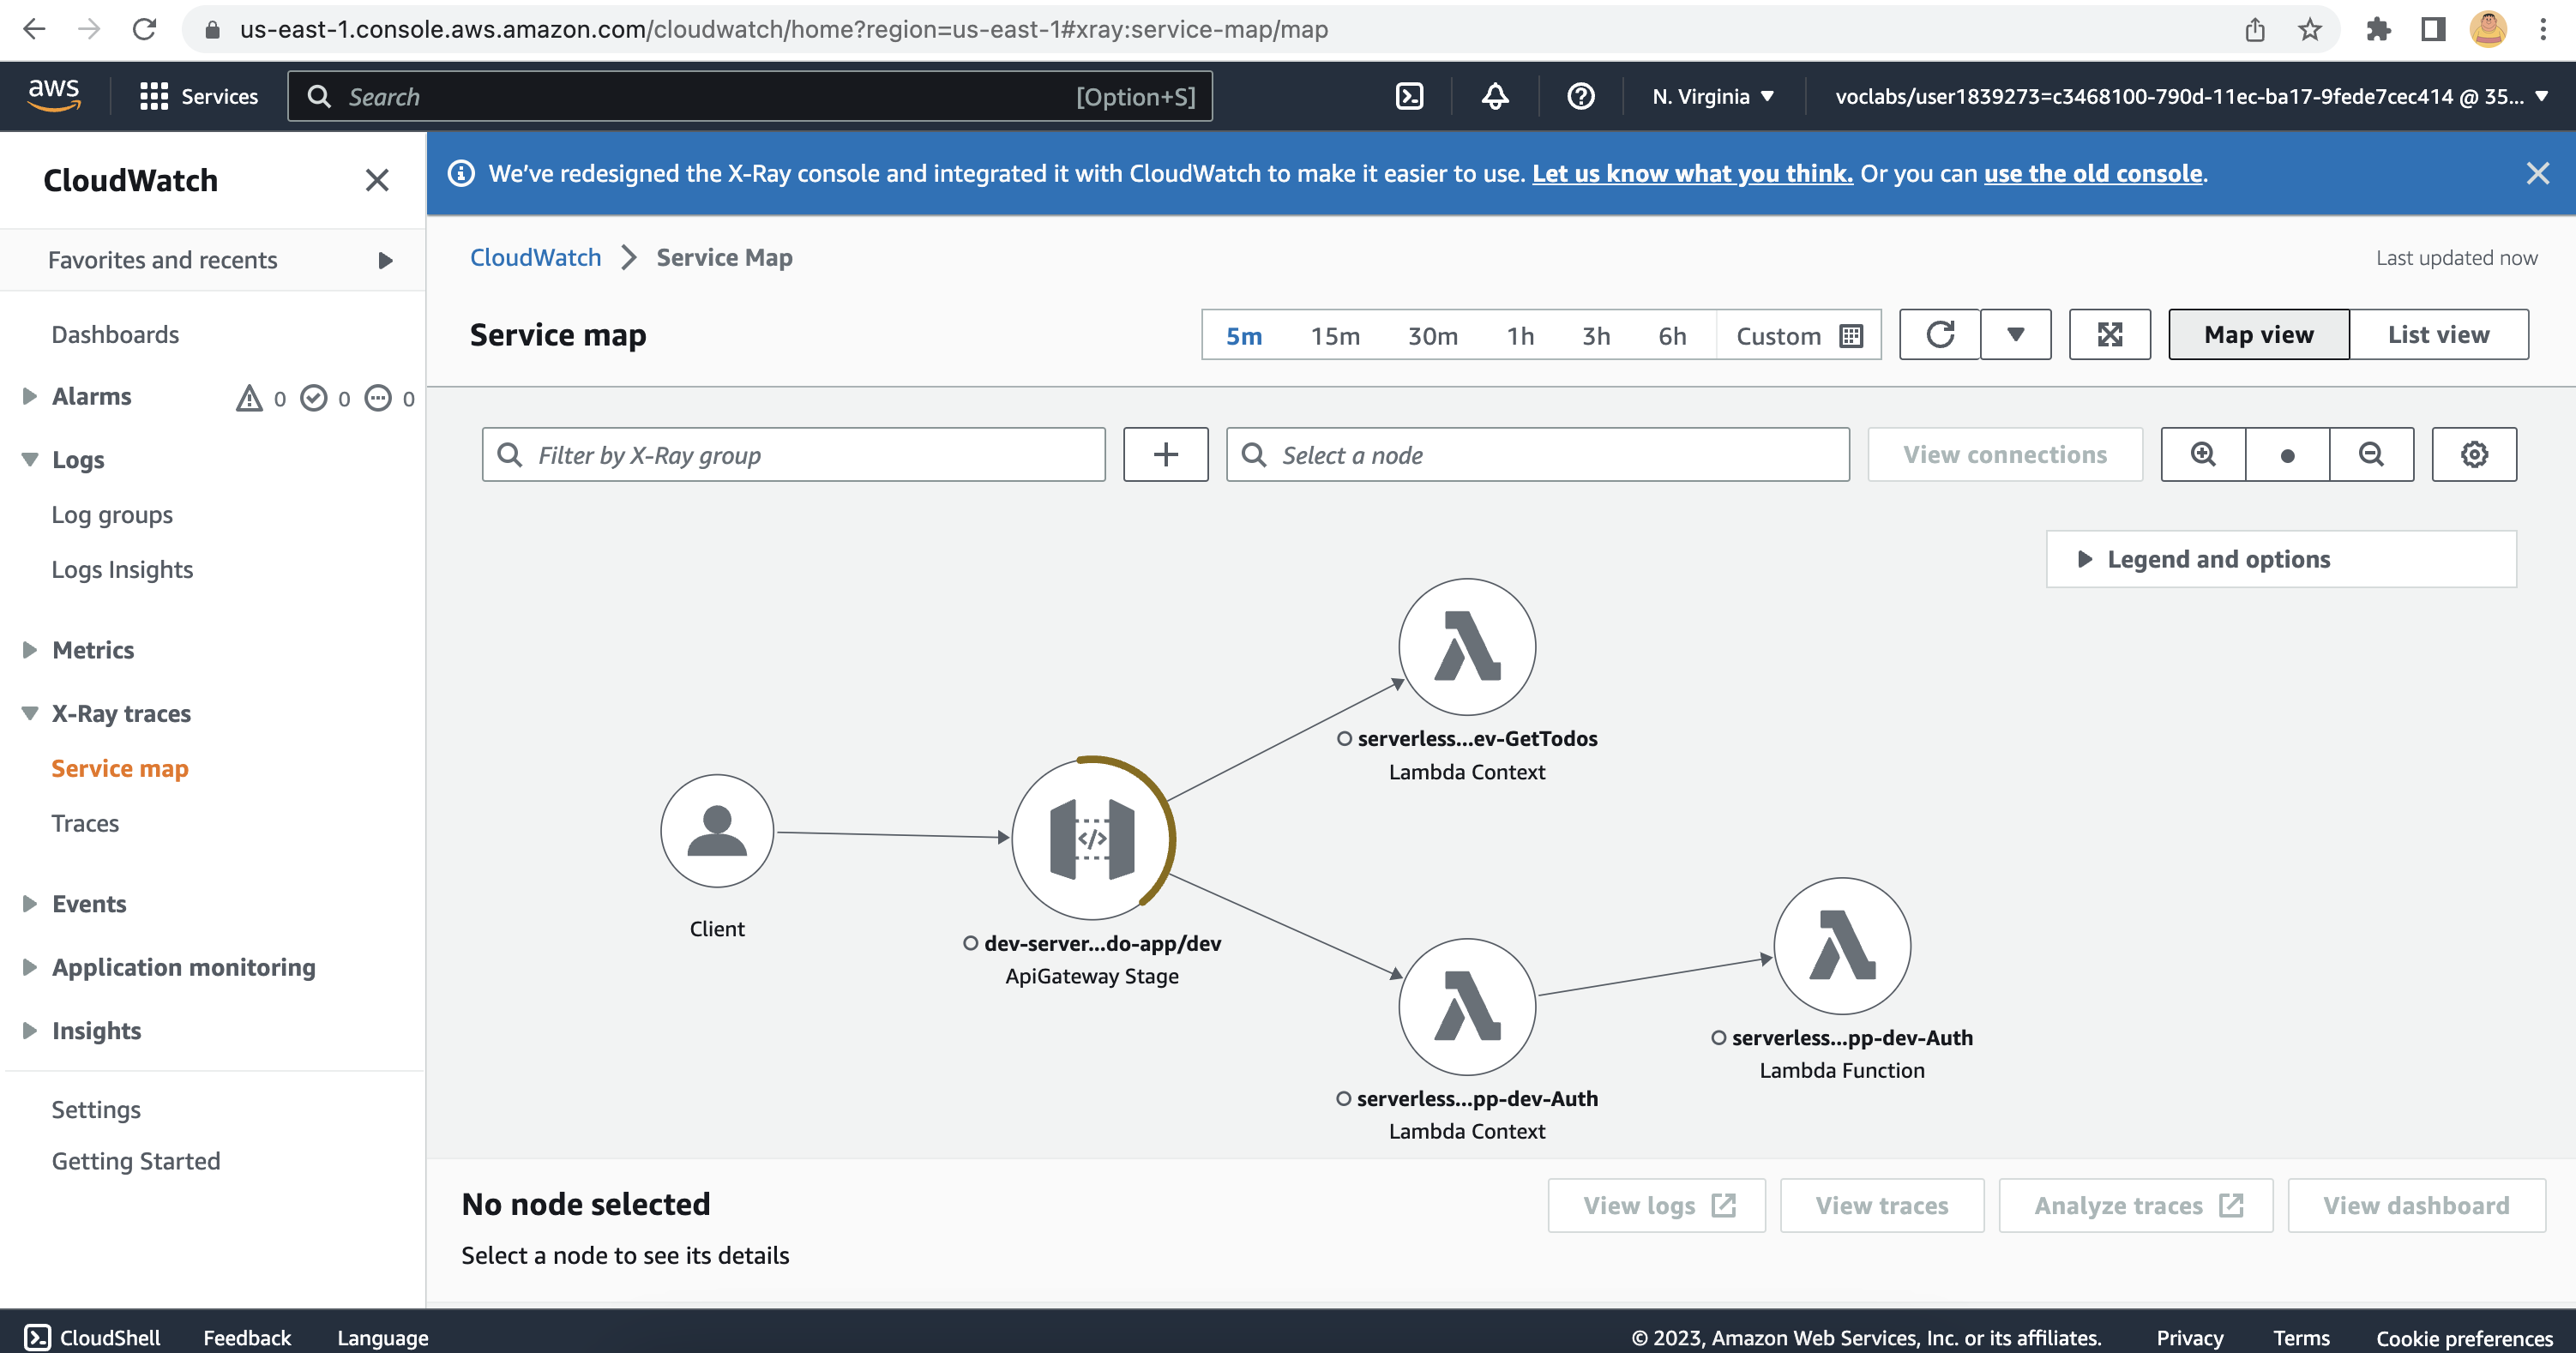 us-east-1.console.aws.amazon.com/cloudwatch/home?region=us-east-1#xray:service-map/map
aws Services Search [Option+S] N. Virginia voclabs/user1839273=c3468100-790d-11ec-ba17-9fede7cec414 @ 35...
CloudWatch
We've redesigned the X-Ray console and integrated it with CloudWatch to make it easier to use. Let us know what you think. Or you can use the old console.
Favorites and recents
Dashboards
Alarms 0 0 0
Logs
Log groups
Logs Insights
Metrics
X-Ray traces
Service map
Traces
Events
Application monitoring
Insights
Settings
Getting Started
CloudWatch Service Map
Last updated now
Service map
5m 15m 30m 1h 3h 6h Custom
Map view List view
Filter by X-Ray group
Select a node
View connections
Legend and options
serverless...ev-GetTodos
Lambda Context
</>
Client
dev-server...do-app/dev
ApiGateway Stage
serverless...pp-dev-Auth
Lambda Function
serverless...pp-dev-Auth
Lambda Context
No node selected
Select a node to see its details
View logs View traces Analyze traces View dashboard
CloudShell Feedback Language
© 2023, Amazon Web Services, Inc. or its affiliates. Privacy Terms Cookie preferences